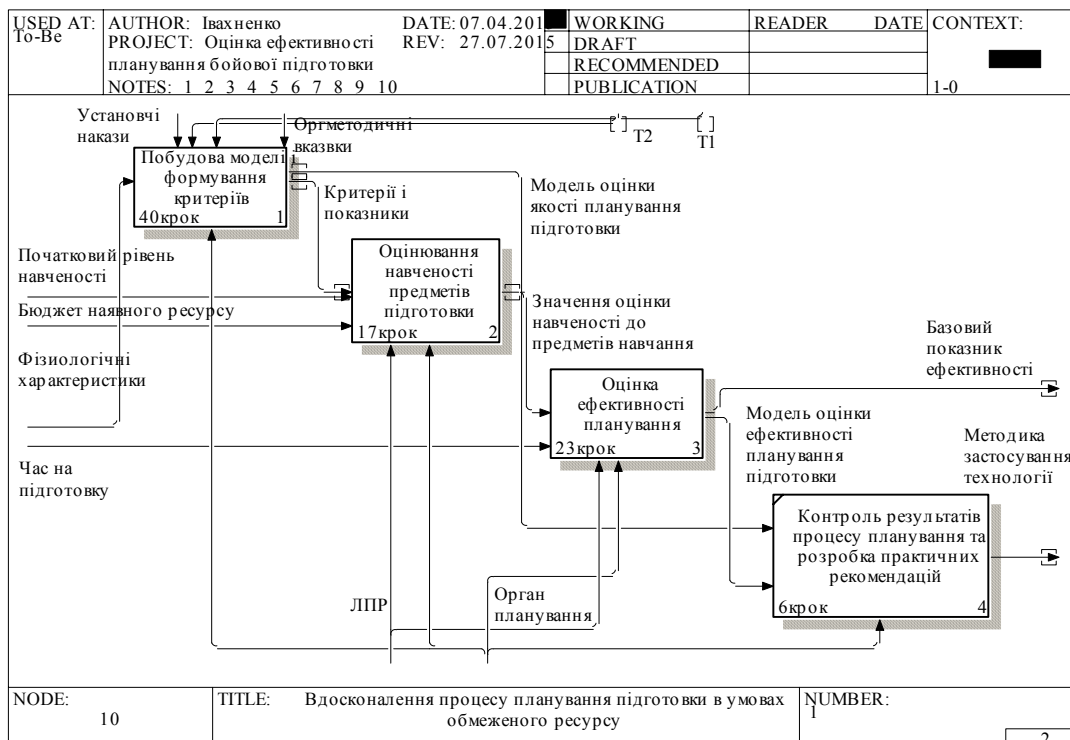 USED AT:
To-Be
AUTHOR: Івахненко
DATE: 07.04.201
PROJECT: Оцінка ефективності
REV: 27.07.2015
планування бойової підготовки
NOTES: 1 2 3 4 5 6 7 8 9 10
WORKING
DRAFT
RECOMMENDED
PUBLICATION
READER DATE
CONTEXT:
1-0
Установчі
накази
Оргметодичні
вказвки
T2
T1
Побудова моделі і
формування
критеріїв
40крок 1
Критерії і
показники
Модель оцінки
якості планування
підготовки
Початковий рівень
навченості
Бюджет наявного ресурсу
Оцінювання
навченості
предметів
підготовки
17крок 2
Значення оцінки
навченості до
предметів навчання
Фізиологічні
характеристики
Базовий
показник
ефективності
Оцінка
ефективності
планування
23крок 3
Модель оцінки
ефективності
планування
підготовки
Методика
застосування
технології
Час на
підготовку
Контроль результатів
процесу планування та
розробка практичних
рекомендацій
6крок 4
ЛПР
Орган
планування
NODE:
10
TITLE: Вдосконалення процесу планування підготовки в умовах
обмеженого ресурсу
NUMBER:
1
2